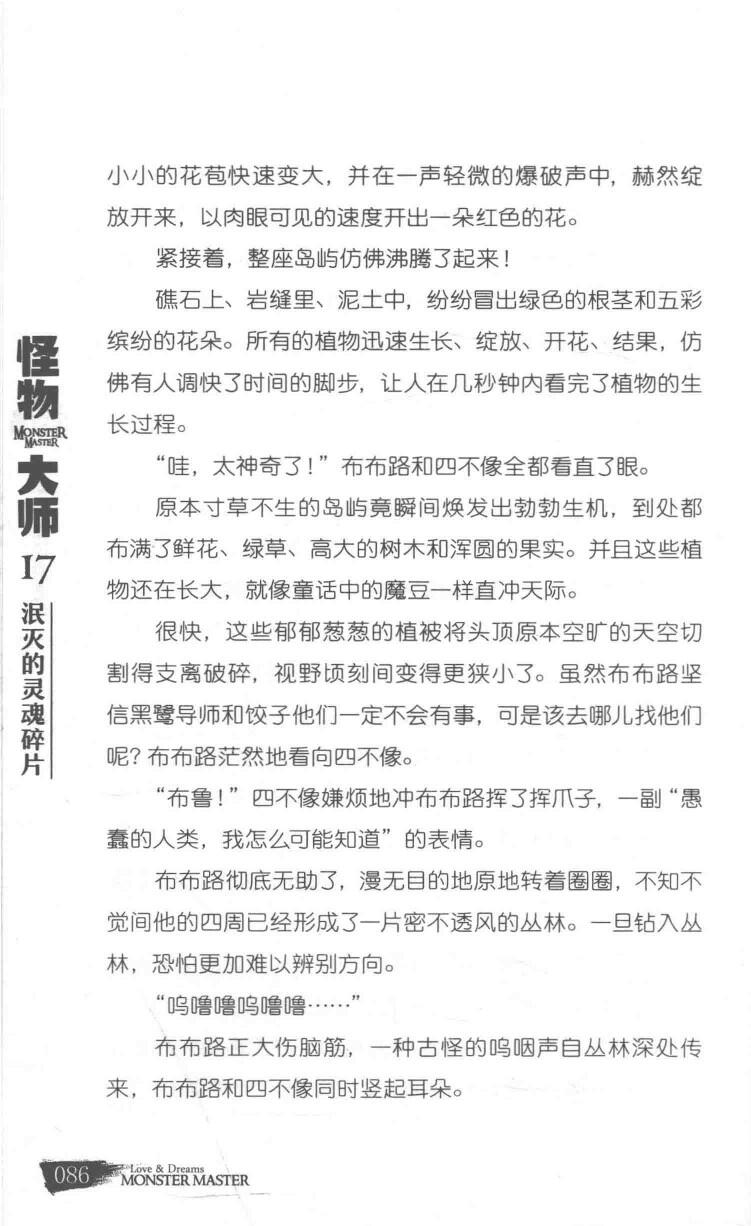 小小的花苞快速变大，并在一声轻微的爆破声中，赫然绽
放开来，以肉眼可见的速度开出一朵红色的花。
紧接着，整座岛屿仿佛沸腾了起来！
礁石上、岩缝里、泥土中，纷纷冒出绿色的根茎和五彩
缤纷的花朵。所有的植物迅速生长、绽放、开花、结果，仿
佛有人调快了时间的脚步，让人在几秒钟内看完了植物的生
长过程。
“哇，太神奇了！”布布路和四不像全都看直了眼。
原本寸草不生的岛屿竟瞬间焕发出勃勃生机，到处都
布满了鲜花、绿草、高大的树木和浑圆的果实。并且这些植
物还在长大，就像童话中的魔豆一样直冲天际。
很快，这些郁郁葱葱的植被将头顶原本空旷的天空切
割得支离破碎，视野顷刻间变得更狭小了。虽然布布路坚
信黑鹭导师和饺子他们一定不会有事，可是该去哪儿找他们
呢？布布路茫然地看向四不像。
“布鲁！”四不像嫌烦地冲布布路挥了挥爪子，一副“愚
蠢的人类，我怎么可能知道”的表情。
布布路彻底无助了，漫无目的地原地转着圈圈，不知不
觉间他的四周已经形成了一片密不透风的丛林。一旦钻入丛
林，恐怕更加难以辨别方向。
“呜噜噜呜噜噜……”
布布路正大伤脑筋，一种古怪的呜咽声自丛林深处传
来，布布路和四不像同时竖起耳朵。
怪物
MONSTER
MASTER
大师
17
泯灭的灵魂碎片
086
Love & Dreams
MONSTER MASTER